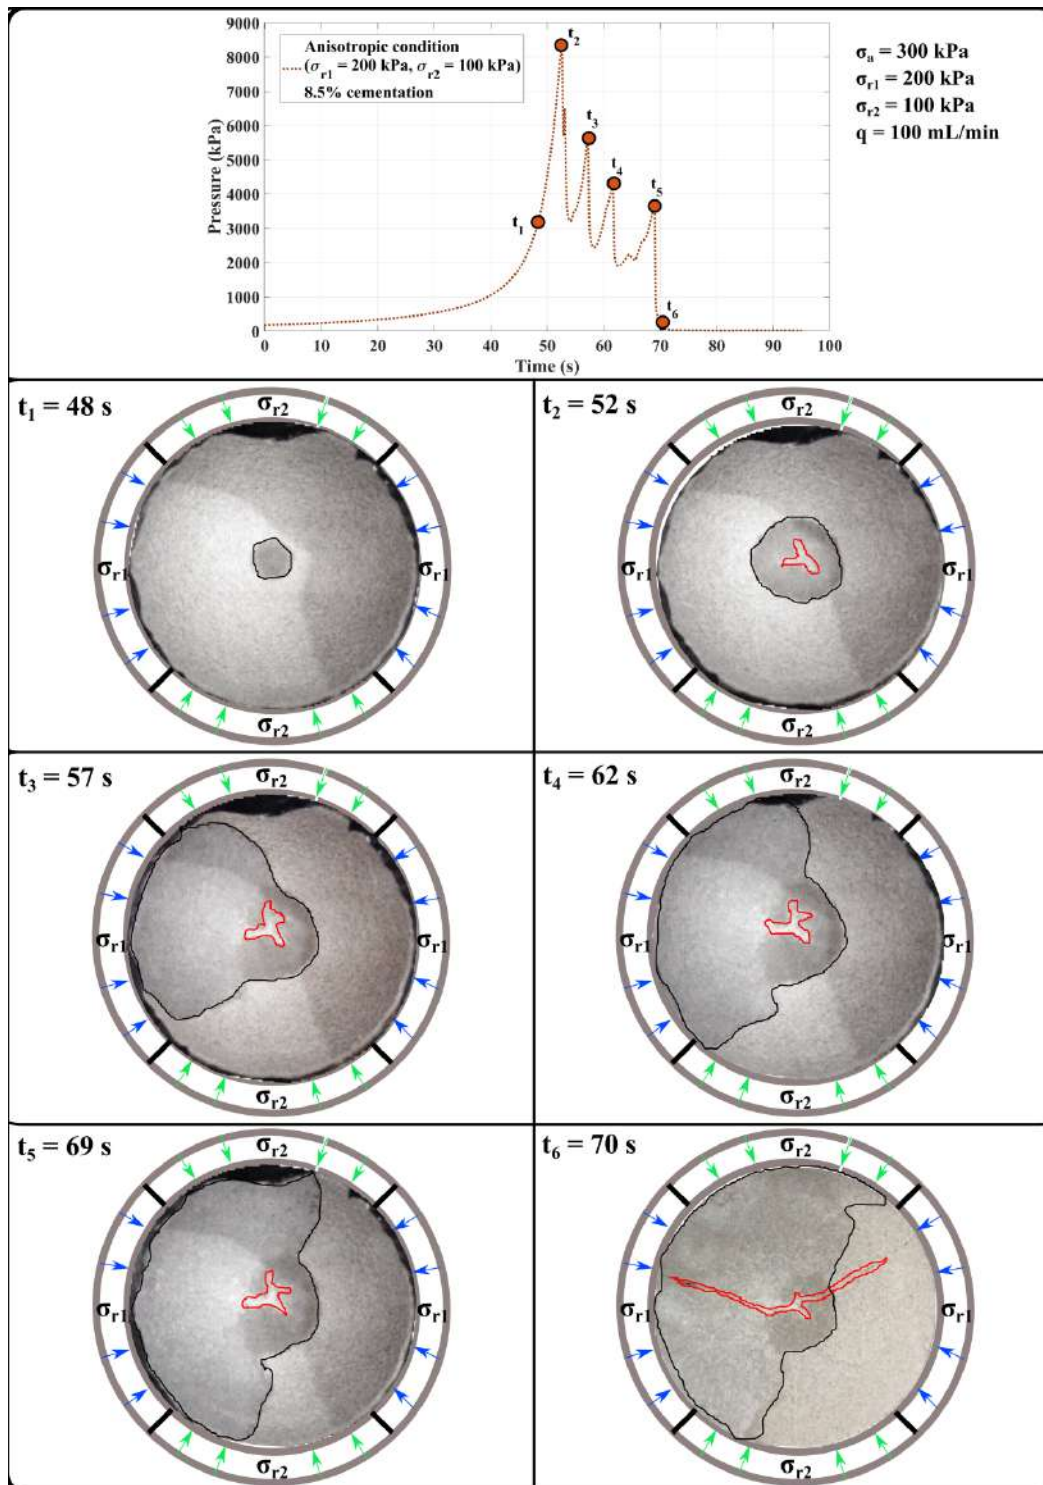 9000
8000
7000
6000
5000
4000
3000
2000
1000
0
Pressure (kPa)
Anisotropic condition
(σr1 = 200 kPa, σr2 = 100 kPa)
8.5% cementation
t1
t2
t3
t4
t5
t6
0 10 20 30 40 50 60 70 80 90 100
Time (s)
σa = 300 kPa
σr1 = 200 kPa
σr2 = 100 kPa
q = 100 mL/min
t1 = 48 s
σr2
σr1
σr1
σr2
t2 = 52 s
σr2
σr1
σr1
σr2
t3 = 57 s
σr2
σr1
σr1
σr2
t4 = 62 s
σr2
σr1
σr1
σr2
t5 = 69 s
σr2
σr1
σr1
σr2
t6 = 70 s
σr2
σr1
σr1
σr2